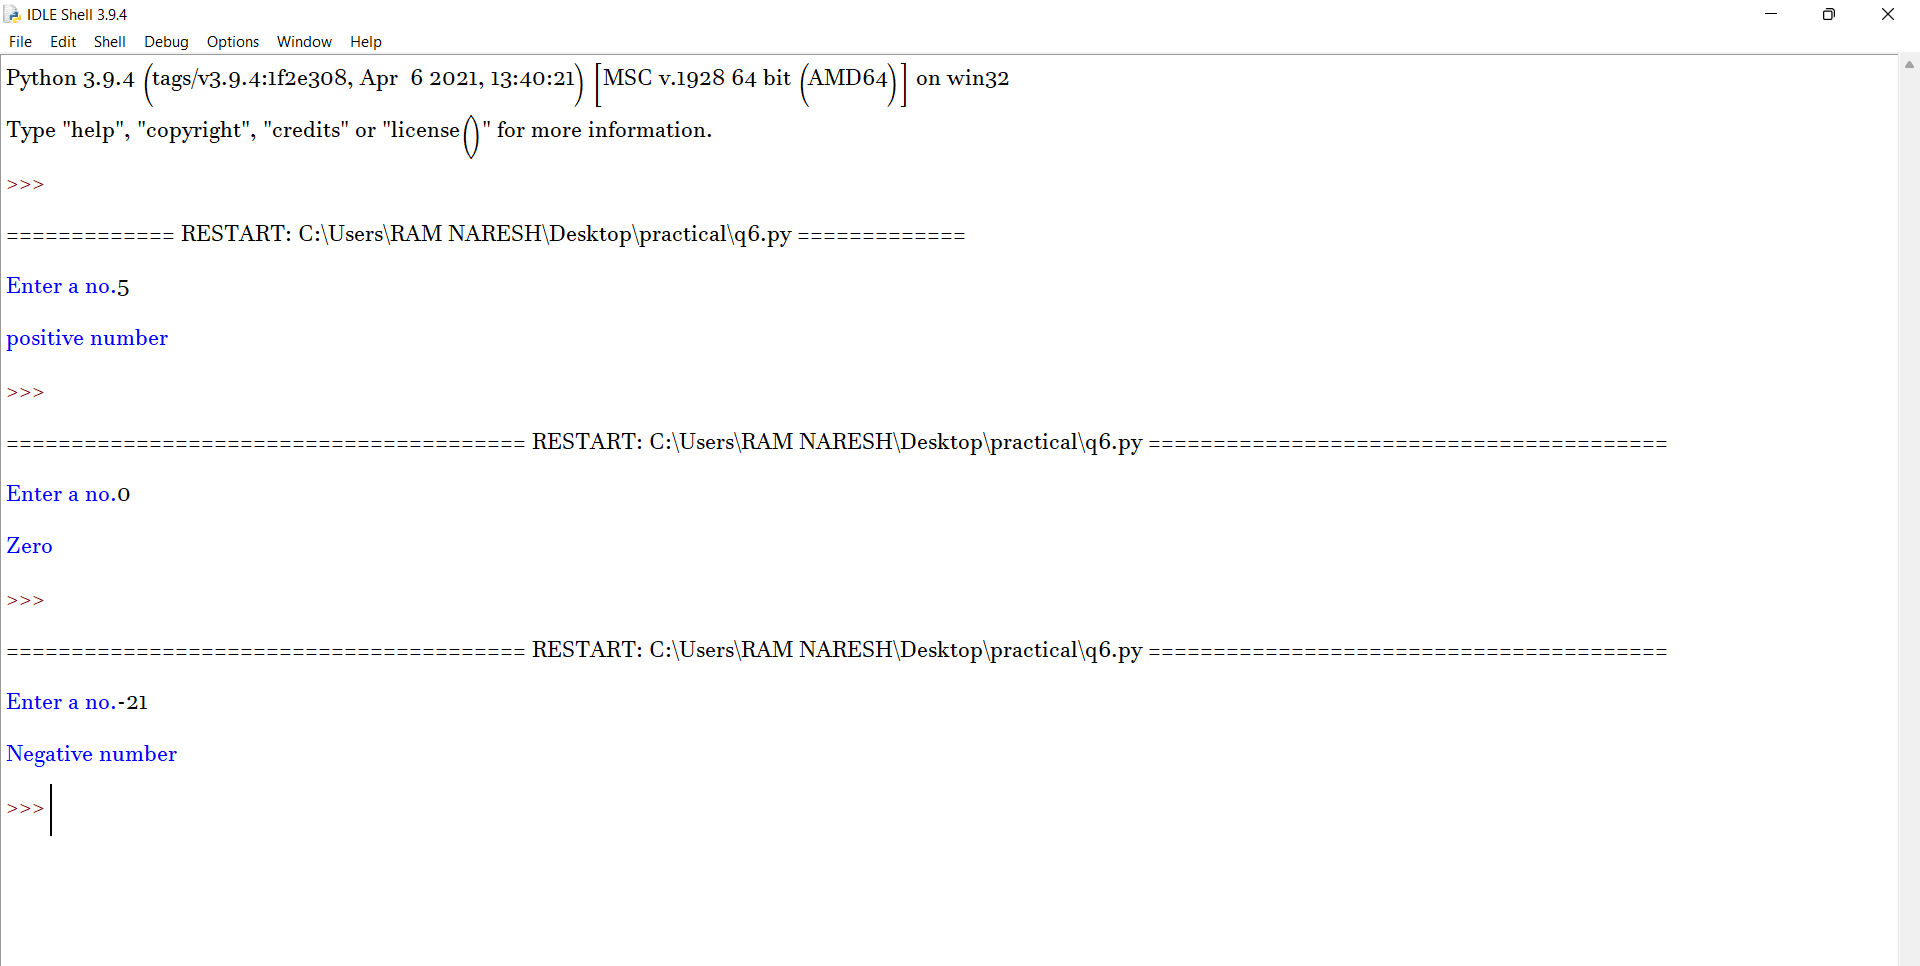 IDLE Shell 3.9.4
File Edit Shell Debug Options Window Help
Python 3.9.4 (tags/v3.9.4:1f2e308, Apr  6 2021, 13:40:21) [MSC v.1928 64 bit (AMD64)] on win32
Type "help", "copyright", "credits" or "license()" for more information.
>>>
============= RESTART: C:\Users\RAM NARESH\Desktop\practical\q6.py =============
Enter a no.5
positive number
>>>
======================================== RESTART: C:\Users\RAM NARESH\Desktop\practical\q6.py ========================================
Enter a no.0
Zero
>>>
======================================== RESTART: C:\Users\RAM NARESH\Desktop\practical\q6.py ========================================
Enter a no.-21
Negative number
>>>